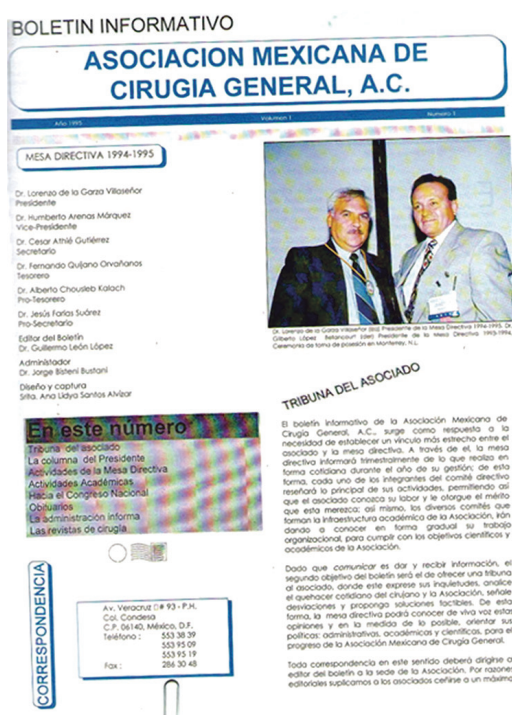 BOLETIN INFORMATIVO
ASOCIACION MEXICANA DE
CIRUGIA GENERAL, A.C.
Año 1995 Volumen 1 Número 1
MESA DIRECTIVA 1994-1995
Dr. Lorenzo de la Garza Villaseñor
Presidente
Dr. Humberto Arenas Márquez
Vice-Presidente
Dr. Cesar Athié Gutiérrez
Secretario
Dr. Fernando Quijano Orvañanos
Tesorero
Dr. Alberto Chousleb Kalach
Pro-Tesorero
Dr. Jesús Farías Suárez
Pro-Secretario
Editor del Boletín
Dr. Guillermo León López
Administrador
Dr. Jorge Bisteni Bustani
Diseño y captura
Srita. Ana Lidya Santos Alvizar
En este número
Tribuna del asociado
La columna del Presidente
Actividades de la Mesa Directiva
Actividades Académicas
Hacia el Congreso Nacional
Obituarios
La administración informa
Las revistas de cirugía
CORRESPONDENCIA
Av. Veracruz # 93 - P.H.
Col. Condesa
C.P. 06140, México, D.F.
Teléfono : 553 38 39
553 95 09
553 95 19
Fax : 286 30 48
Dr. Lorenzo de la Garza Villaseñor (izq) Presidente de la Mesa Directiva 1994-1995. Dr.
Gilberto López Betancourt (der) Presidente de la Mesa Directiva 1993-1994.
Ceremonia de toma de posesión en Monterrey, N.L.
TRIBUNA DEL ASOCIADO
El boletín informativo de la Asociación Mexicana de
Cirugía General, A.C., surge como respuesta a la
necesidad de establecer un vínculo más estrecho entre el
asociado y la mesa directiva. A través de el, la mesa
directiva informará trimestralmente lo que realiza en
forma cotidiana durante el año de su gestión; de esta
forma, cada uno de los integrantes del comité directivo
reseñará lo principal de sus actividades, permitiendo así
que el asociado conozca su labor y le otorgue el mérito
que esta merezca; así mismo, los diversos comités que
forman la infraestructura académica de la Asociación, irán
dando a conocer en forma gradual su trabajo
organizacional, para cumplir con los objetivos científicos y
académicos de la Asociación.
Dado que comunicar es dar y recibir información, el
segundo objetivo del boletín será el de ofrecer una tribuna
al asociado, donde este exprese sus inquietudes, analice
el quehacer cotidiano del cirujano y la Asociación, señale
desviaciones y proponga soluciones factibles. De esta
forma, la mesa directiva podrá conocer de viva voz estas
opiniones y en la medida de lo posible, orientar sus
políticas: administrativas, académicas y científicas, para el
progreso de la Asociación Mexicana de Cirugía General.
Toda correspondencia en este sentido deberá dirigirse a
editor del boletín a la sede de la Asociación. Por razones
editoriales suplicamos a los asociados ceñirse a un máximo